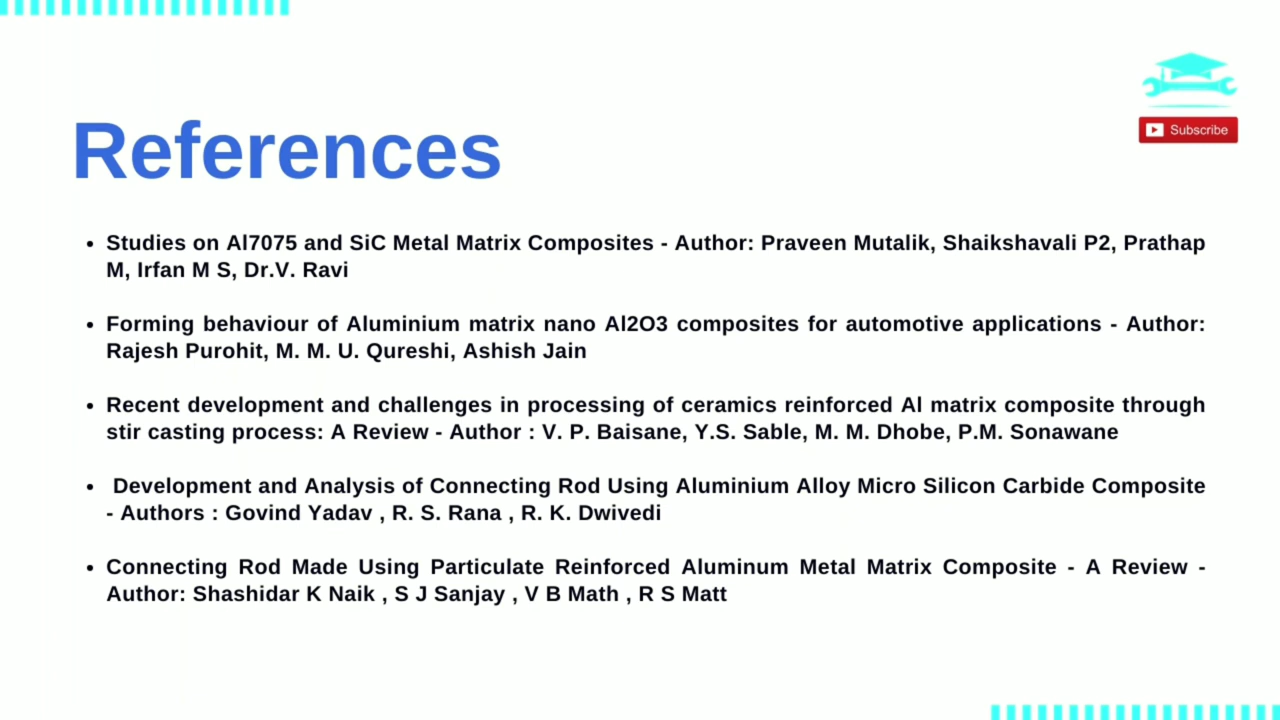 Subscribe
References
• Studies on Al7075 and SiC Metal Matrix Composites - Author: Praveen Mutalik, Shaikshavali P2, Prathap
M, Irfan M S, Dr.V. Ravi
• Forming behaviour of Aluminium matrix nano Al2O3 composites for automotive applications - Author:
Rajesh Purohit, M. M. U. Qureshi, Ashish Jain
• Recent development and challenges in processing of ceramics reinforced Al matrix composite through
stir casting process: A Review - Author : V. P. Baisane, Y.S. Sable, M. M. Dhobe, P.M. Sonawane
• Development and Analysis of Connecting Rod Using Aluminium Alloy Micro Silicon Carbide Composite
- Authors : Govind Yadav , R. S. Rana , R. K. Dwivedi
• Connecting Rod Made Using Particulate Reinforced Aluminum Metal Matrix Composite - A Review -
Author: Shashidar K Naik , S J Sanjay , V B Math , R S Matt